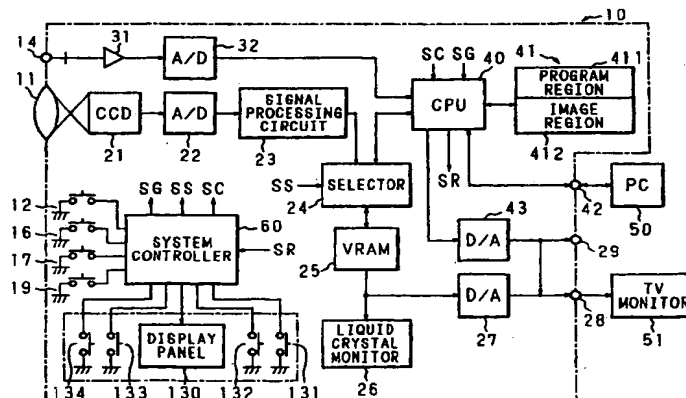 10
14
31
A/D
32
SC SG 40
41 411
PROGRAM REGION
IMAGE REGION
412
CPU
11
CCD
21
A/D
22
SIGNAL PROCESSING CIRCUIT
23
SR
SS
SELECTOR
24
42
PC
50
SG SS SC
60
12
16
17
19
SYSTEM CONTROLLER
SR
VRAM
25
43
D/A
29
D/A
27
28
TV MONITOR
51
LIQUID CRYSTAL MONITOR
26
DISPLAY PANEL
134 133 130 132 131